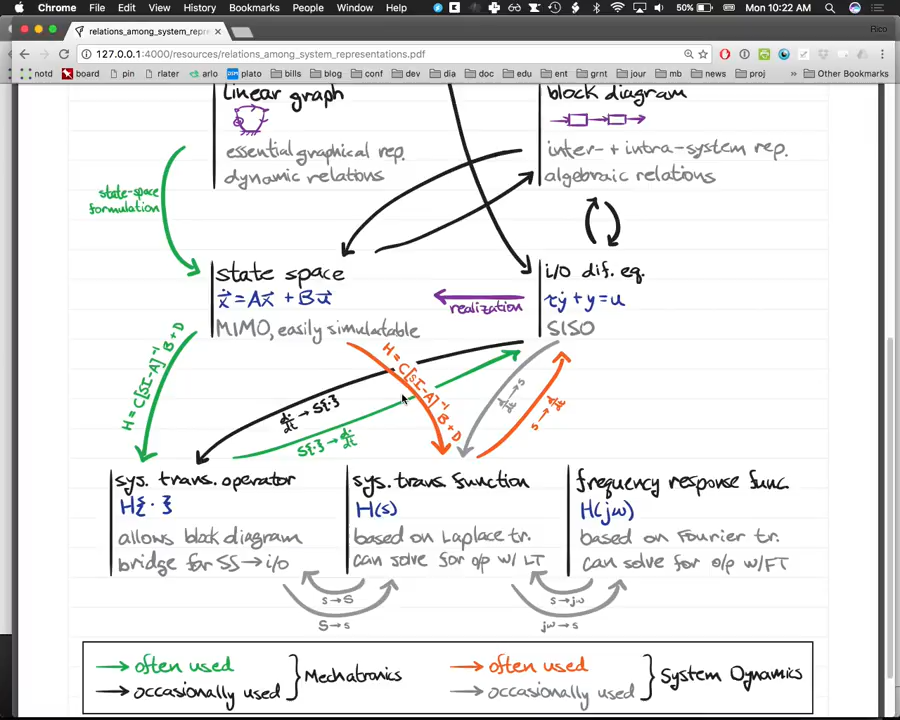 Chrome File Edit View History Bookmarks People Window Help 50% Mon 10:22 AM
relations_among_system_repr
Rico
127.0.0.1:4000/resources/relations_among_system_representations.pdf
notd board pin rlater arlo plato bills blog conf dev dia doc edu ent grnt jour mb news proj » Other Bookmarks
linear graph
essential graphical rep.
dynamic relations
block diagram
inter- + intra-system rep.
algebraic relations
state-space
formulation
state space
ẋ = Ax + Bu
MIMO, easily simulatable
realization
i/o dif. eq.
τẏ + y = u
SISO
H = C[SI-A]⁻¹B+D
d/dt → S{·}
S{·} → d/dt
H = C[sI-A]⁻¹B+D
d/dt → s
s → d/dt
sys. trans. operator
H{·}
allows block diagram
bridge for SS → i/o
sys. trans. function
H(s)
based on Laplace tr.
can solve for o/p w/ LT
frequency response func.
H(jω)
based on Fourier tr.
can solve for o/p w/FT
s → S
S → s
s → jω
jω → s
often used
occasionally used
Mechatronics
often used
occasionally used
System Dynamics